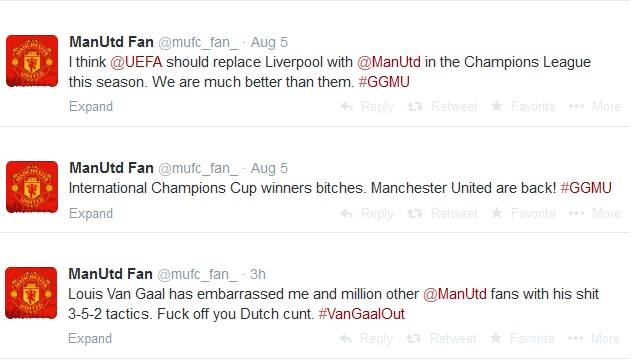 ManUtd Fan @mufc_fan_ · Aug 5
I think @UEFA should replace Liverpool with @ManUtd in the Champions League
this season. We are much better than them. #GGMU
Expand Reply Retweet Favorite More
ManUtd Fan @mufc_fan_ · Aug 5
International Champions Cup winners bitches. Manchester United are back! #GGMU
Expand Reply Retweet Favorite More
ManUtd Fan @mufc_fan_ · 3h
Louis Van Gaal has embarrassed me and million other @ManUtd fans with his shit
3-5-2 tactics. Fuck off you Dutch cunt. #VanGaalOut
Expand Reply Retweet Favorite More